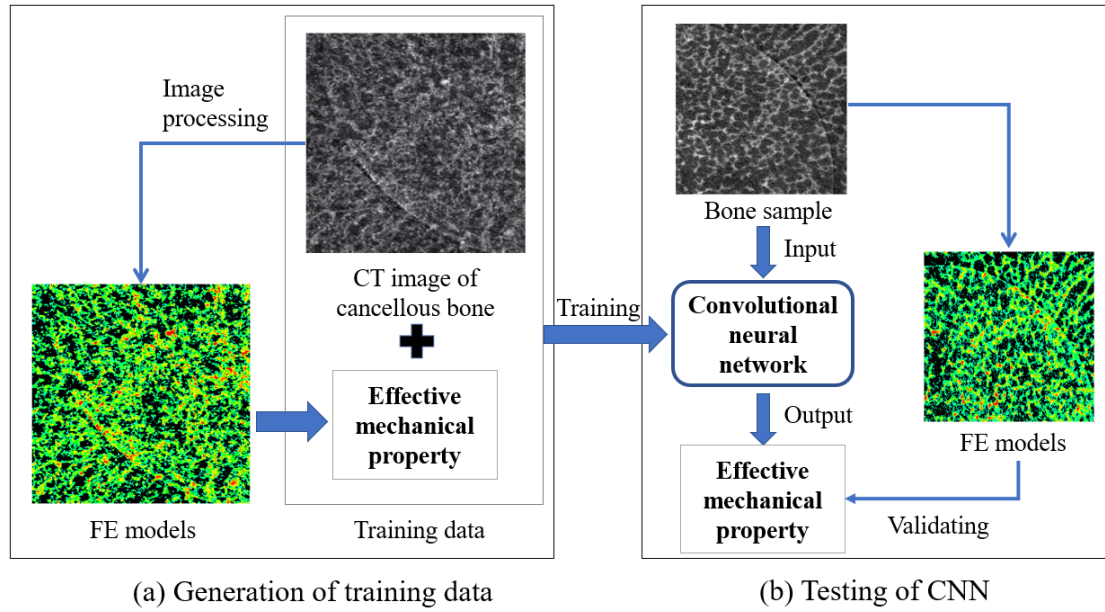 Image
processing
CT image of
cancellous bone
Effective
mechanical
property
FE models
Training data
(a) Generation of training data
Training
Bone sample
Input
Convolutional
neural
network
Output
Effective
mechanical
property
FE models
Validating
(b) Testing of CNN